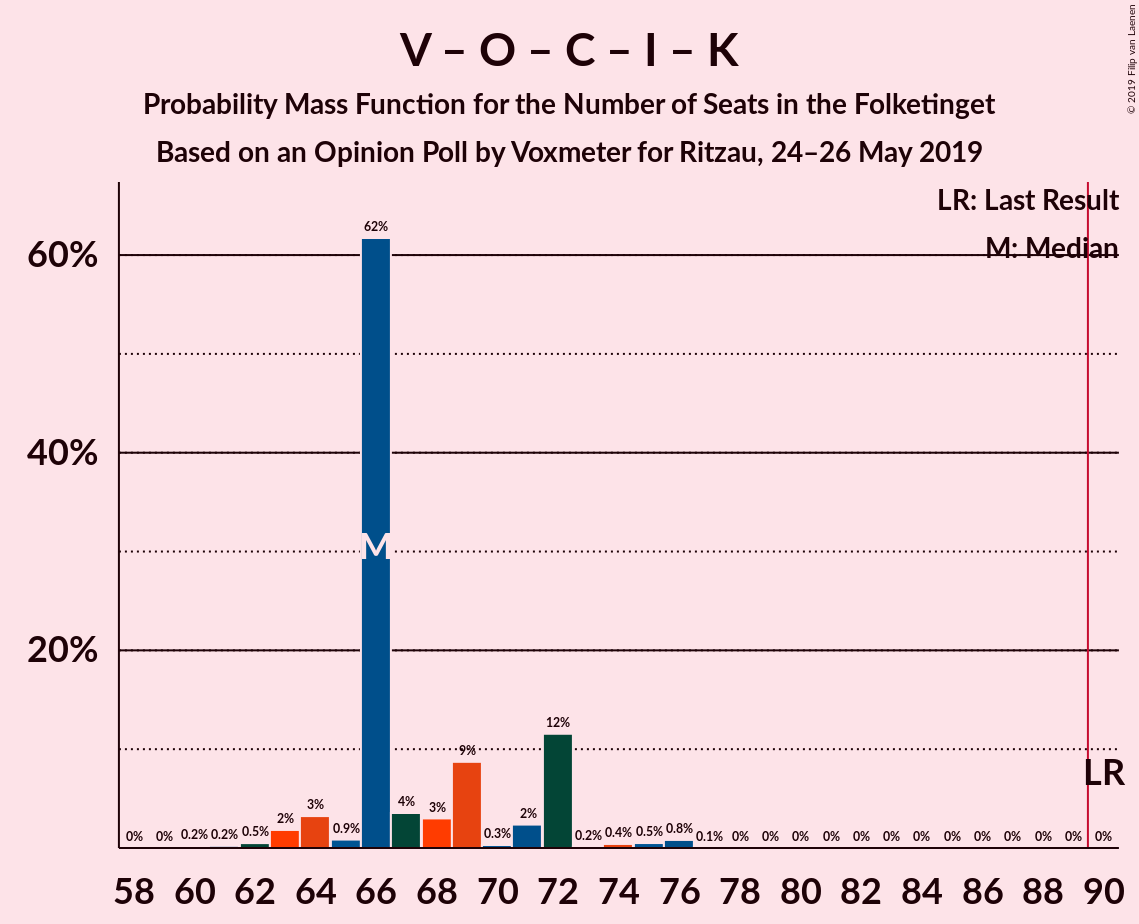 V – O – C – I – K
Probability Mass Function for the Number of Seats in the Folketinget
Based on an Opinion Poll by Voxmeter for Ritzau, 24–26 May 2019
© 2019 Filip van Laenen
LR: Last Result
M: Median
60%
40%
20%
62%
M
0% 0% 0.2% 0.2% 0.5% 2% 3% 0.9% 4% 3% 9% 0.3% 2% 12% 0.2% 0.4% 0.5% 0.8% 0.1% 0% 0% 0% 0% 0% 0% 0% 0% 0% 0% 0% 0% 0%
LR
58 60 62 64 66 68 70 72 74 76 78 80 82 84 86 88 90